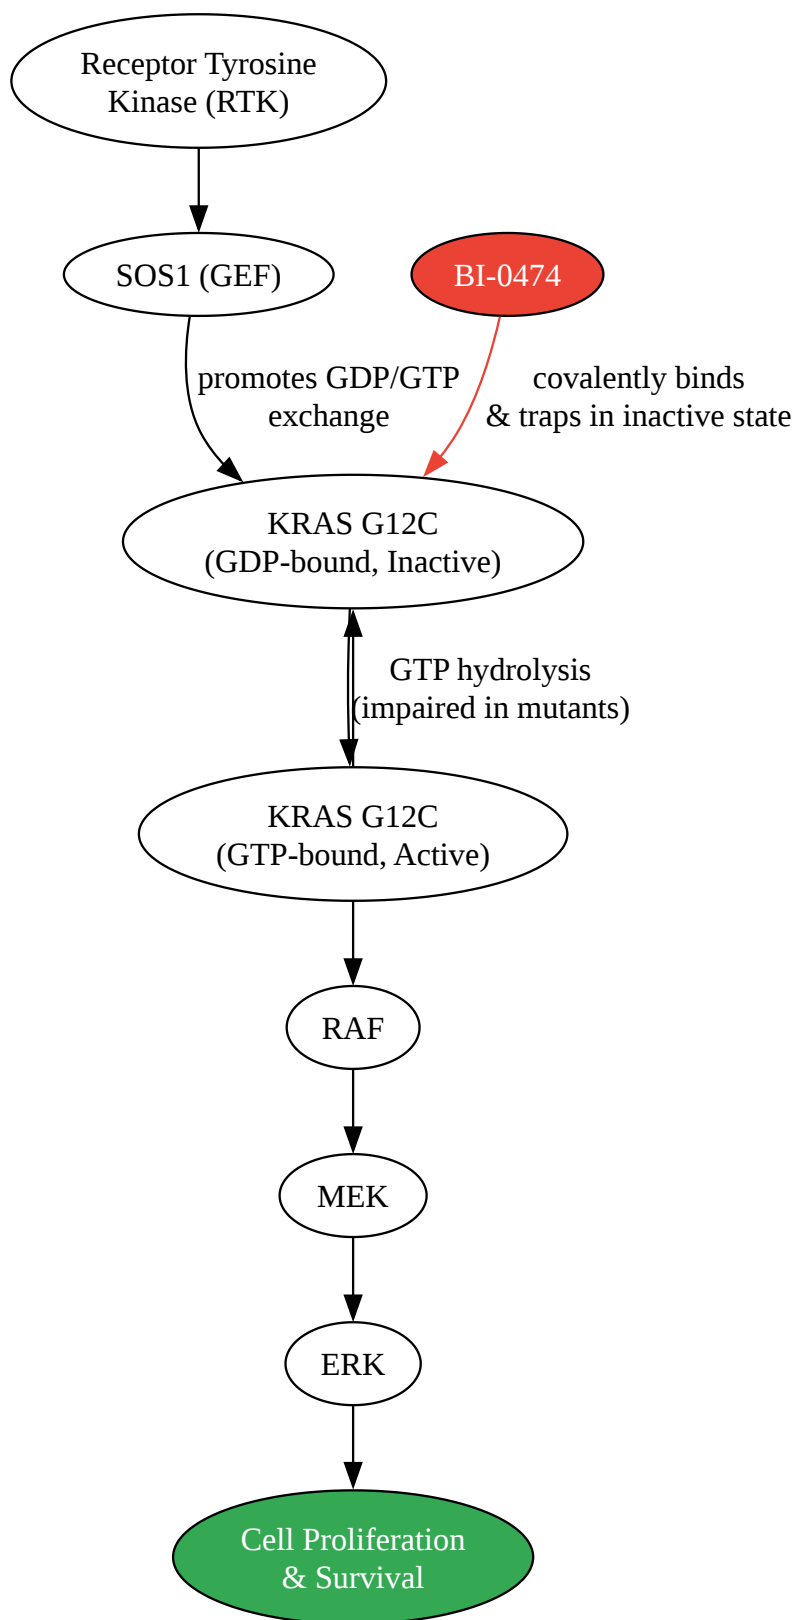 Receptor Tyrosine
Kinase (RTK)
SOS1 (GEF)
BI-0474
promotes GDP/GTP
exchange
covalently binds
& traps in inactive state
KRAS G12C
(GDP-bound, Inactive)
GTP hydrolysis
(impaired in mutants)
KRAS G12C
(GTP-bound, Active)
RAF
MEK
ERK
Cell Proliferation
& Survival